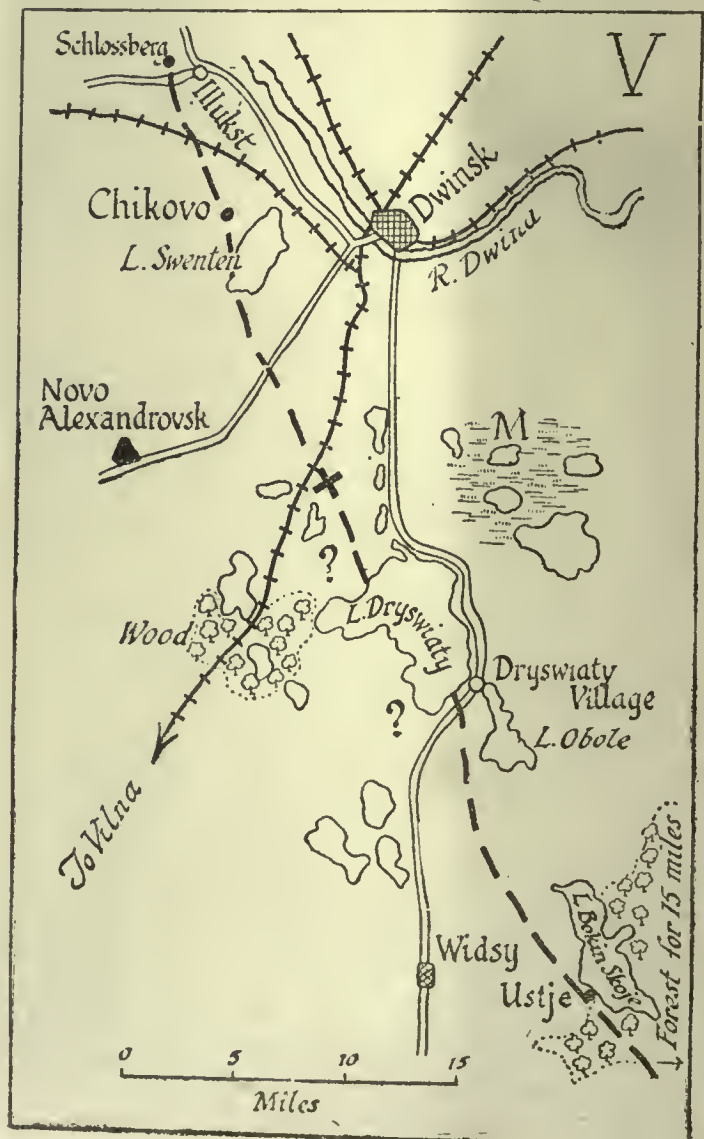 V
Schlossberg
Illukst
Dwinsk
Chikovo
L. Swenten
R. Dwina
Novo
Alexandrovsk
M
?
Wood
L. Dryswiaty
Dryswiaty
Village
?
L. Obole
To Vilna
Forest for 15 miles
L. Bokin Skoje
Widsy
Ustje
0 5 10 15
Miles